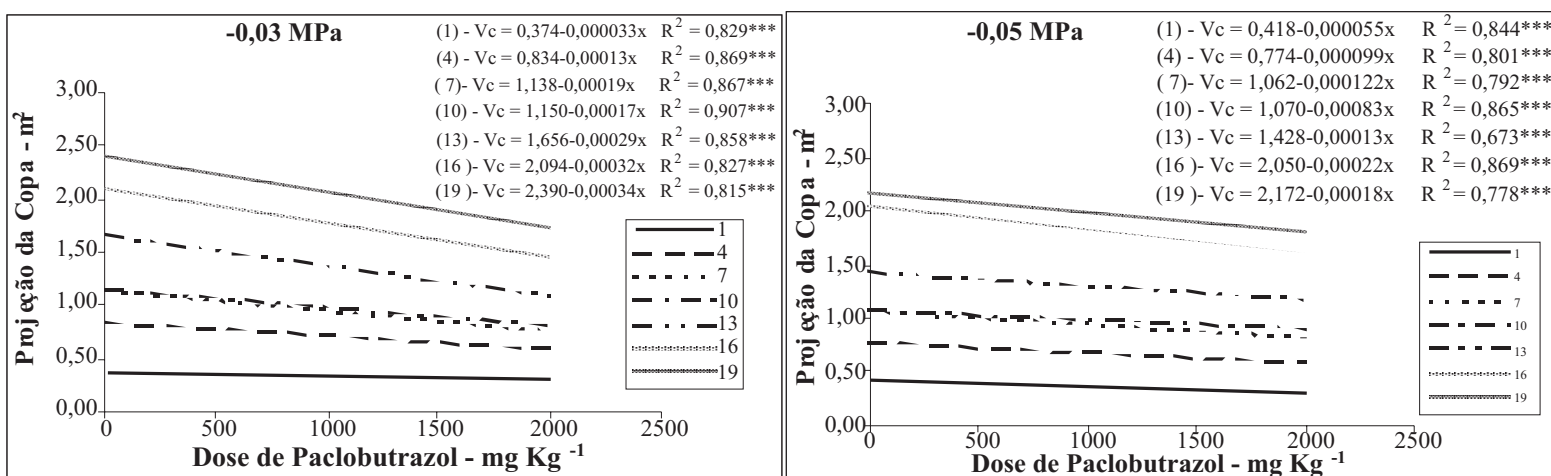 -0,03 MPa
(1) - Vc = 0,374-0,000033x R² = 0,829***
(4) - Vc = 0,834-0,00013x R² = 0,869***
( 7)- Vc = 1,138-0,00019x R² = 0,867***
(10) - Vc = 1,150-0,00017x R² = 0,907***
(13) - Vc = 1,656-0,00029x R² = 0,858***
(16 )- Vc = 2,094-0,00032x R² = 0,827***
(19 )- Vc = 2,390-0,00034x R² = 0,815***
Projeção da Copa - m²
3,00
2,50
2,00
1,50
1,00
0,50
0,00
0 500 1000 1500 2000 2500
Dose de Paclobutrazol - mg Kg -1
1
4
7
10
13
16
19
-0,05 MPa
(1) - Vc = 0,418-0,000055x R² = 0,844***
(4) - Vc = 0,774-0,000099x R² = 0,801***
( 7)- Vc = 1,062-0,000122x R² = 0,792***
(10) - Vc = 1,070-0,00083x R² = 0,865***
(13) - Vc = 1,428-0,00013x R² = 0,673***
(16 )- Vc = 2,050-0,00022x R² = 0,869***
(19 )- Vc = 2,172-0,00018x R² = 0,778***
Projeção da Copa - m²
3,00
2,50
2,00
1,50
1,00
0,50
0,00
0 500 1000 1500 2000 2500
Dose de Paclobutrazol - mg Kg -1
1
4
7
10
13
16
19